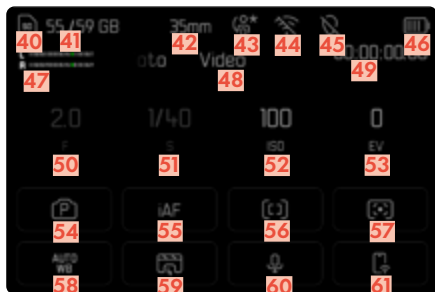 55/59 GB 35mm
40 41 42 43 44 45 46
L
R oto Video 00:00:00:00
47 48 49
2.0 1/40 100 0
F S ISO EV
50 51 52 53
P iAF
54 55 56 57
AUTO
WB
58 59 60 61